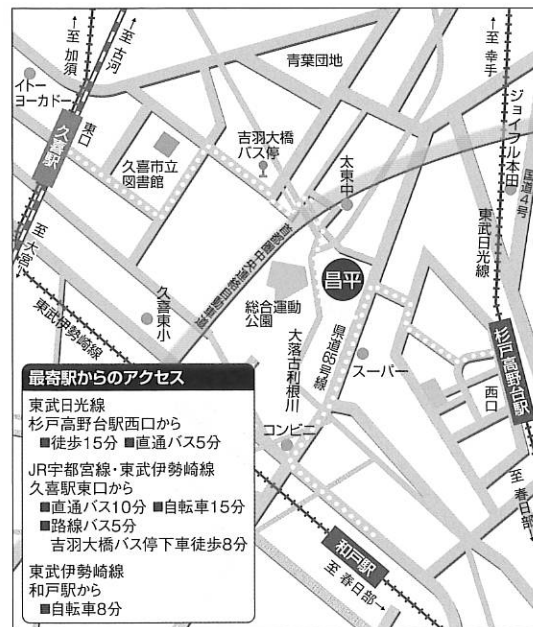 ↑至 加須
↑至 古河
イトー
ヨーカドー
東口
久喜駅
至 大宮↓
東武伊勢崎線
久喜市立
図書館
青葉団地
吉羽大橋
バス停
太東中
首都圏中央連絡自動車道
久喜東小
総合運動
公園
昌平
大落古利根川
県道65号線
スーパー
コンビニ
↑至 幸手
ジョイフル本田
国道4号
東武日光線
杉戸高野台駅
西口
至 春日部↓
和戸駅
至 春日部→
最寄駅からのアクセス
東武日光線
杉戸高野台駅西口から
■徒歩15分 ■直通バス5分
JR宇都宮線・東武伊勢崎線
久喜駅東口から
■直通バス10分 ■自転車15分
■路線バス5分
吉羽大橋バス停下車徒歩8分
東武伊勢崎線
和戸駅から
■自転車8分